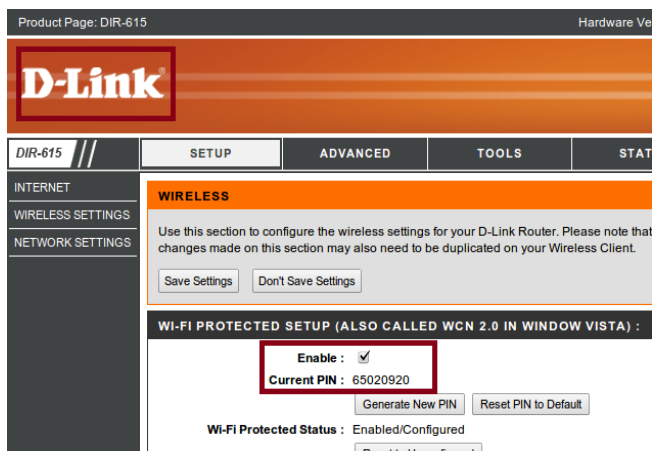 Product Page: DIR-615 Hardware Ve
D-Link®
DIR-615 SETUP ADVANCED TOOLS STAT
INTERNET
WIRELESS SETTINGS
NETWORK SETTINGS
WIRELESS
Use this section to configure the wireless settings for your D-Link Router. Please note that
changes made on this section may also need to be duplicated on your Wireless Client.
Save Settings Don't Save Settings
WI-FI PROTECTED SETUP (ALSO CALLED WCN 2.0 IN WINDOW VISTA) :
Enable :
Current PIN : 65020920
Generate New PIN Reset PIN to Default
Wi-Fi Protected Status : Enabled/Configured